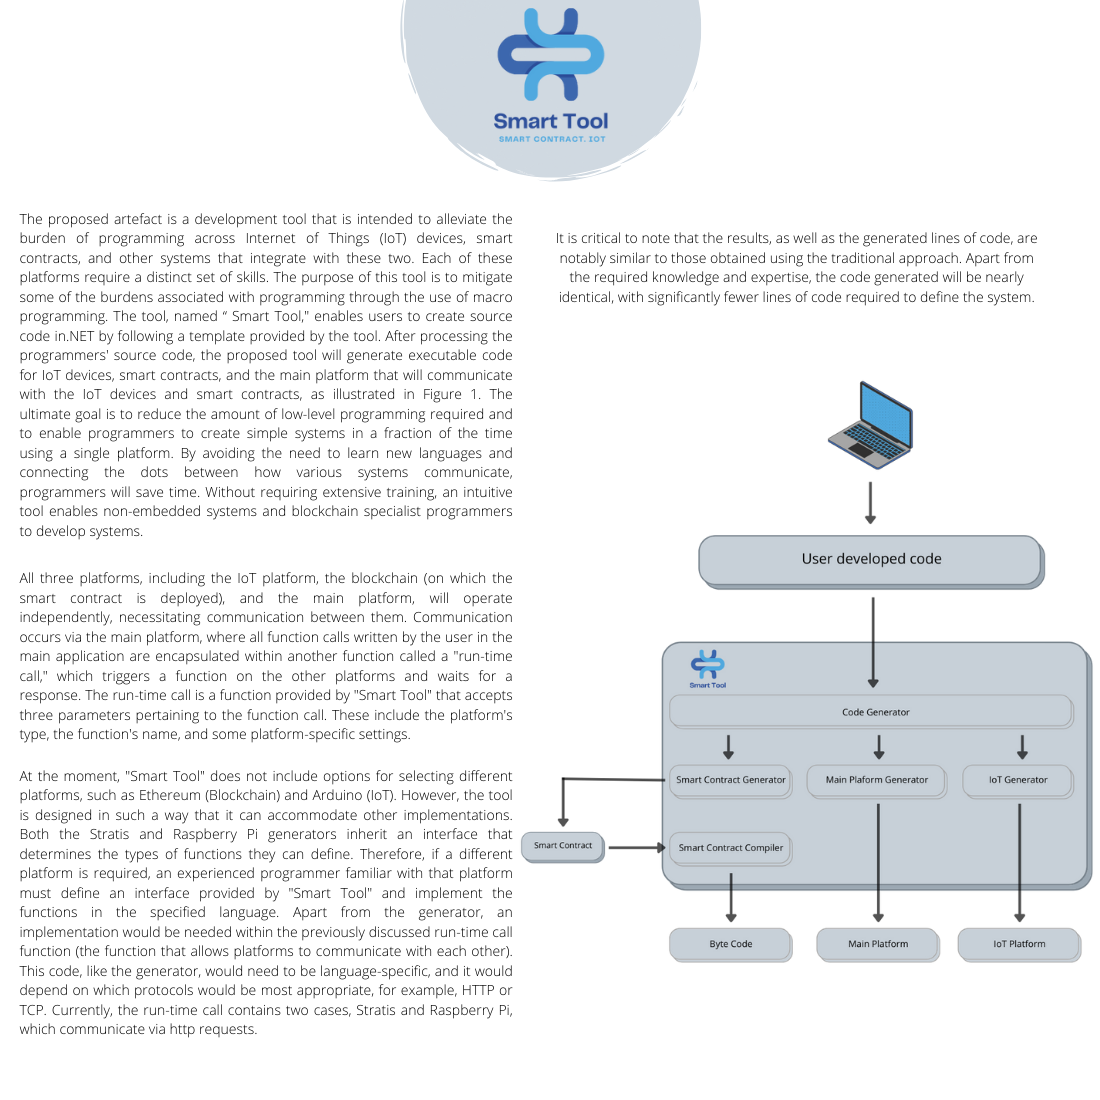 Smart Tool
SMART CONTRACT. IOT
The proposed artefact is a development tool that is intended to alleviate the
burden of programming across Internet of Things (IoT) devices, smart
contracts, and other systems that integrate with these two. Each of these
platforms require a distinct set of skills. The purpose of this tool is to mitigate
some of the burdens associated with programming through the use of macro
programming. The tool, named “ Smart Tool," enables users to create source
code in.NET by following a template provided by the tool. After processing the
programmers' source code, the proposed tool will generate executable code
for IoT devices, smart contracts, and the main platform that will communicate
with the IoT devices and smart contracts, as illustrated in Figure 1. The
ultimate goal is to reduce the amount of low-level programming required and
to enable programmers to create simple systems in a fraction of the time
using a single platform. By avoiding the need to learn new languages and
connecting the dots between how various systems communicate,
programmers will save time. Without requiring extensive training, an intuitive
tool enables non-embedded systems and blockchain specialist programmers
to develop systems.
All three platforms, including the IoT platform, the blockchain (on which the
smart contract is deployed), and the main platform, will operate
independently, necessitating communication between them. Communication
occurs via the main platform, where all function calls written by the user in the
main application are encapsulated within another function called a "run-time
call," which triggers a function on the other platforms and waits for a
response. The run-time call is a function provided by "Smart Tool" that accepts
three parameters pertaining to the function call. These include the platform's
type, the function's name, and some platform-specific settings.
At the moment, "Smart Tool" does not include options for selecting different
platforms, such as Ethereum (Blockchain) and Arduino (IoT). However, the tool
is designed in such a way that it can accommodate other implementations.
Both the Stratis and Raspberry Pi generators inherit an interface that
determines the types of functions they can define. Therefore, if a different
platform is required, an experienced programmer familiar with that platform
must define an interface provided by "Smart Tool" and implement the
functions in the specified language. Apart from the generator, an
implementation would be needed within the previously discussed run-time call
function (the function that allows platforms to communicate with each other).
This code, like the generator, would need to be language-specific, and it would
depend on which protocols would be most appropriate, for example, HTTP or
TCP. Currently, the run-time call contains two cases, Stratis and Raspberry Pi,
which communicate via http requests.
It is critical to note that the results, as well as the generated lines of code, are
notably similar to those obtained using the traditional approach. Apart from
the required knowledge and expertise, the code generated will be nearly
identical, with significantly fewer lines of code required to define the system.
User developed code
Smart Tool
Code Generator
Smart Contract Generator
Main Plaform Generator
IoT Generator
Smart Contract
Smart Contract Compiler
Byte Code
Main Platform
IoT Platform